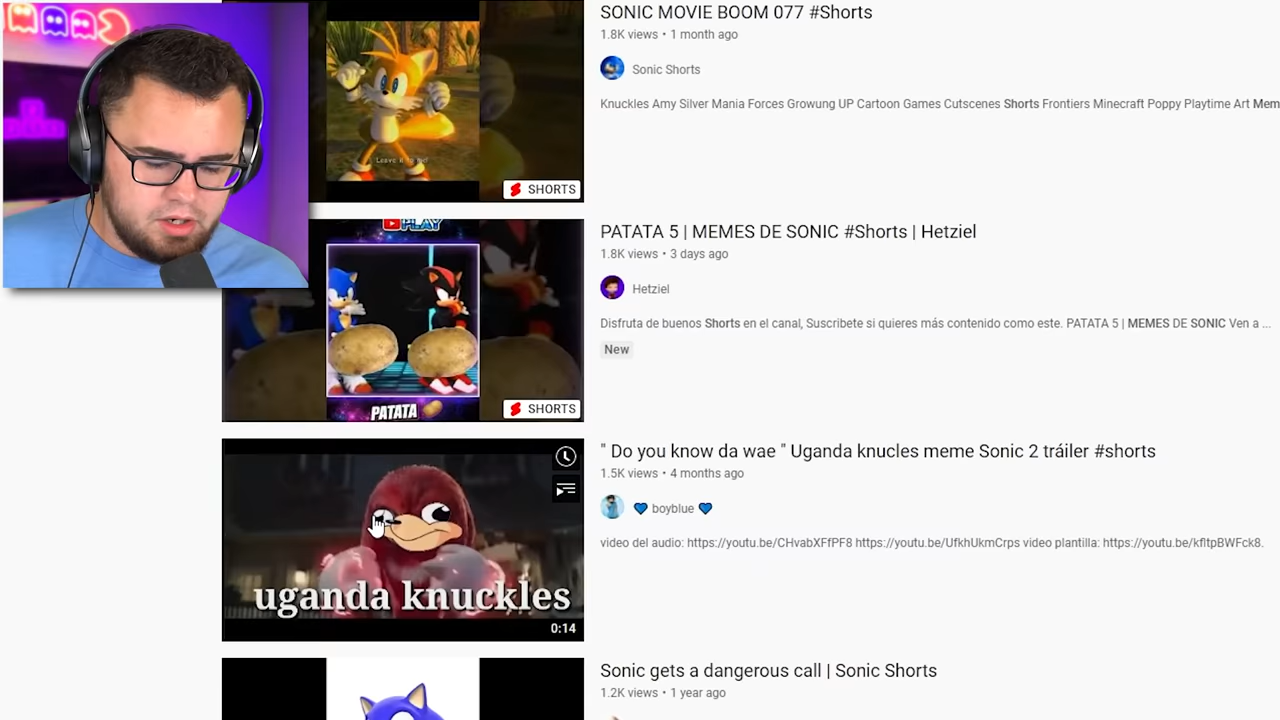 SONIC MOVIE BOOM 077 #Shorts
1.8K views • 1 month ago
Sonic Shorts
Knuckles Amy Silver Mania Forces Growung UP Cartoon Games Cutscenes Shorts Frontiers Minecraft Poppy Playtime Art Mem
Leave it to me!
SHORTS
PLAY
PATATA 5 | MEMES DE SONIC #Shorts | Hetziel
1.8K views • 3 days ago
Hetziel
Disfruta de buenos Shorts en el canal, Suscribete si quieres más contenido como este. PATATA 5 | MEMES DE SONIC Ven a ...
New
PATATA
SHORTS
" Do you know da wae " Uganda knucles meme Sonic 2 tráiler #shorts
1.5K views • 4 months ago
💙 boyblue 💙
video del audio: https://youtu.be/CHvabXFfPF8 https://youtu.be/UfkhUkmCrps video plantilla: https://youtu.be/kfltpBWFck8.
uganda knuckles
0:14
Sonic gets a dangerous call | Sonic Shorts
1.2K views • 1 year ago